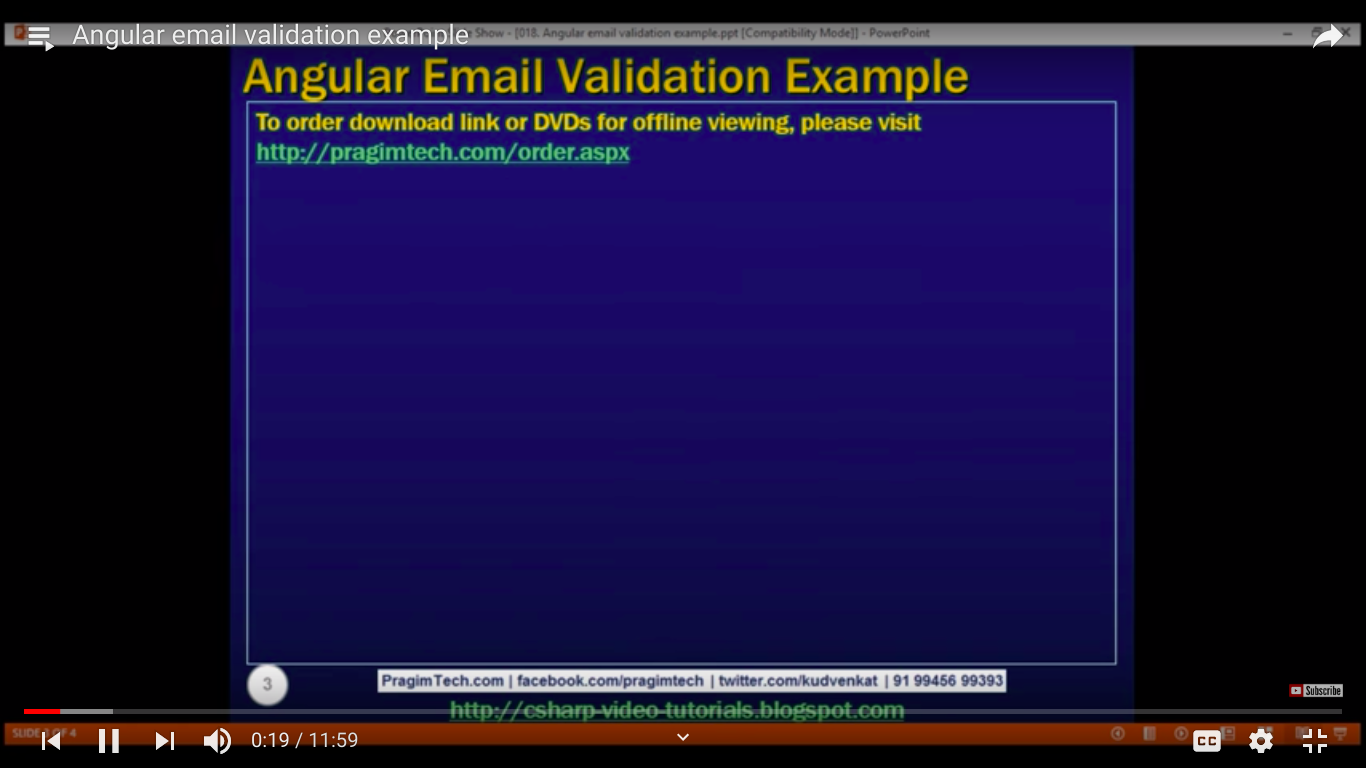 Angular email validation example
Show - [018. Angular email validation example.ppt [Compatibility Mode]] - PowerPoint
Angular Email Validation Example
To order download link or DVDs for offline viewing, please visit
http://pragimtech.com/order.aspx
3
PragimTech.com | facebook.com/pragimtech | twitter.com/kudvenkat | 91 99456 99393
Subscribe
http://csharp-video-tutorials.blogspot.com
SLIDE OF 4
0:19 / 11:59
CC